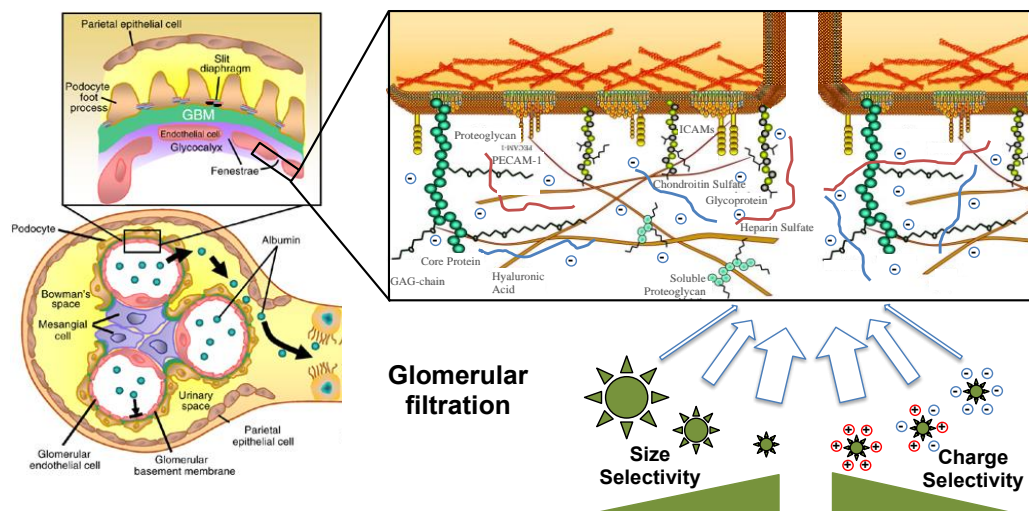 Parietal epithelial cell
Slit
diaphragm
Podocyte
foot
process
GBM
Endothelial cell
Glycocalyx
Fenestrae
Podocyte
Albumin
Bowman's
space
Mesangial
cell
Urinary
space
Parietal
epithelial cell
Glomerular
endothelial cell
Glomerular
basement membrane
Proteoglycan
PECAM-1
PECAM-1
ICAMs
Chondroitin Sulfate
Glycoprotein
Heparin Sulfate
Core Protein
Hyaluronic
Acid
GAG-chain
Soluble
Proteoglycan
Glomerular
filtration
Size
Selectivity
Charge
Selectivity